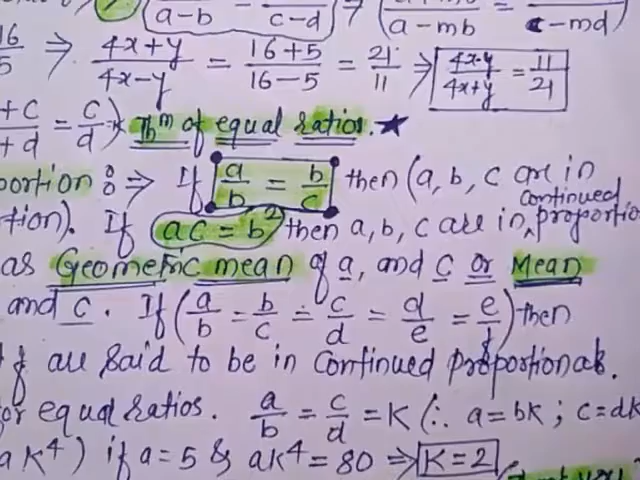 a-b c-d ⇒ a-mb = c-md
16/5 ⇒ (4x+y)/(4x-y) = (16+5)/(16-5) = 21/11 ⇒ (4x-y)/(4x+y) = 11/21
+c/+d = c/d) * Thm of equal ratios. ★
portion :⇒ If a/b = b/c then (a, b, c are in
continued
tion). If ac = b² then a, b, c are in proportio
as Geometric mean of a, and c or Mean
and c. If (a/b = b/c = c/d = d/e = e/f) then
f are said to be in Continued Proportionals.
or equal ratios. a/b = c/d = K (∴ a = bk ; c = dk
a K⁴) if a = 5 & ak⁴ = 80 ⇒ K = 2